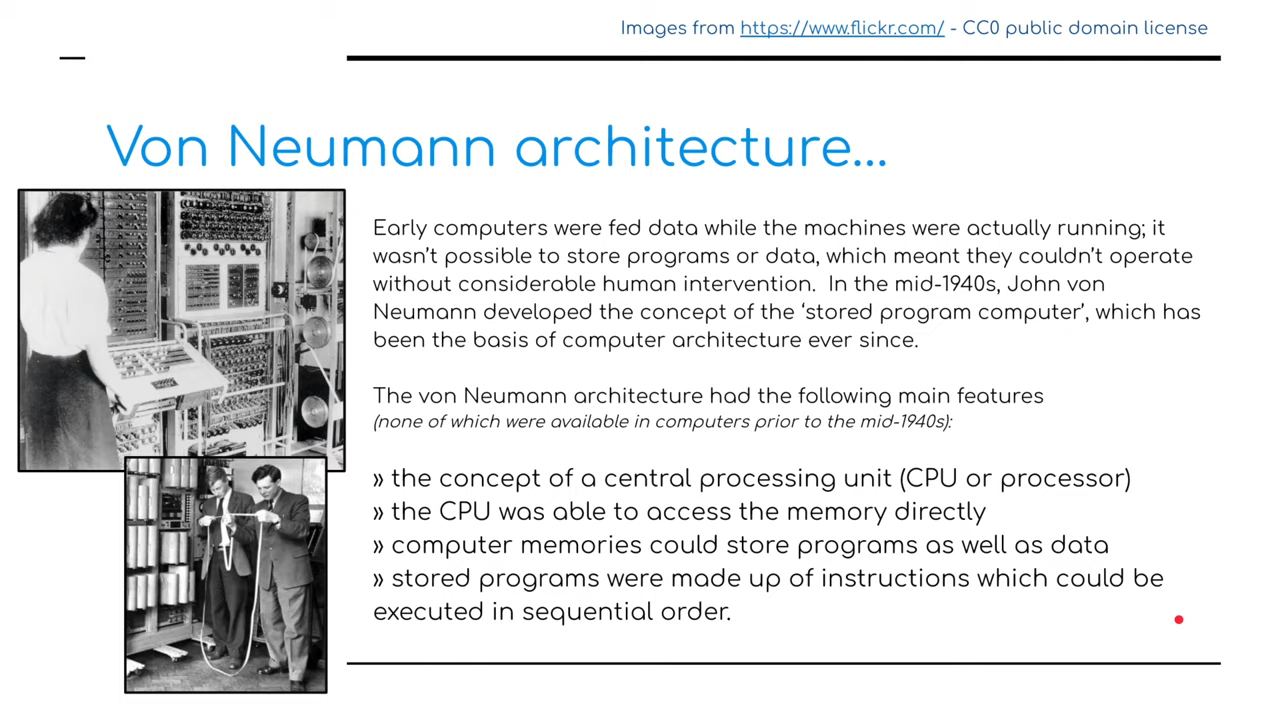 Images from https://www.flickr.com/ - CC0 public domain license
Von Neumann architecture...
Early computers were fed data while the machines were actually running; it
wasn't possible to store programs or data, which meant they couldn't operate
without considerable human intervention.  In the mid-1940s, John von
Neumann developed the concept of the ‘stored program computer’, which has
been the basis of computer architecture ever since.
The von Neumann architecture had the following main features
(none of which were available in computers prior to the mid-1940s):
» the concept of a central processing unit (CPU or processor)
» the CPU was able to access the memory directly
» computer memories could store programs as well as data
» stored programs were made up of instructions which could be
executed in sequential order.